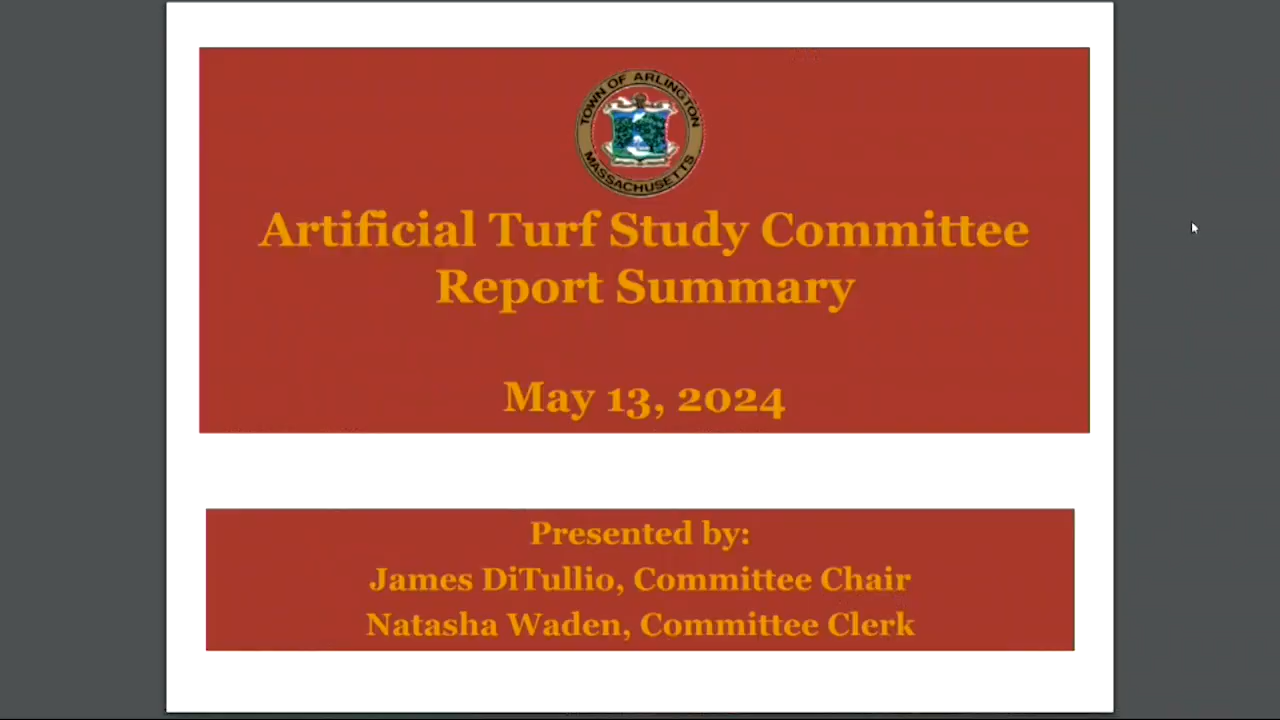 TOWN OF ARLINGTON
MASSACHUSETTS
Artificial Turf Study Committee
Report Summary
May 13, 2024
Presented by:
James DiTullio, Committee Chair
Natasha Waden, Committee Clerk